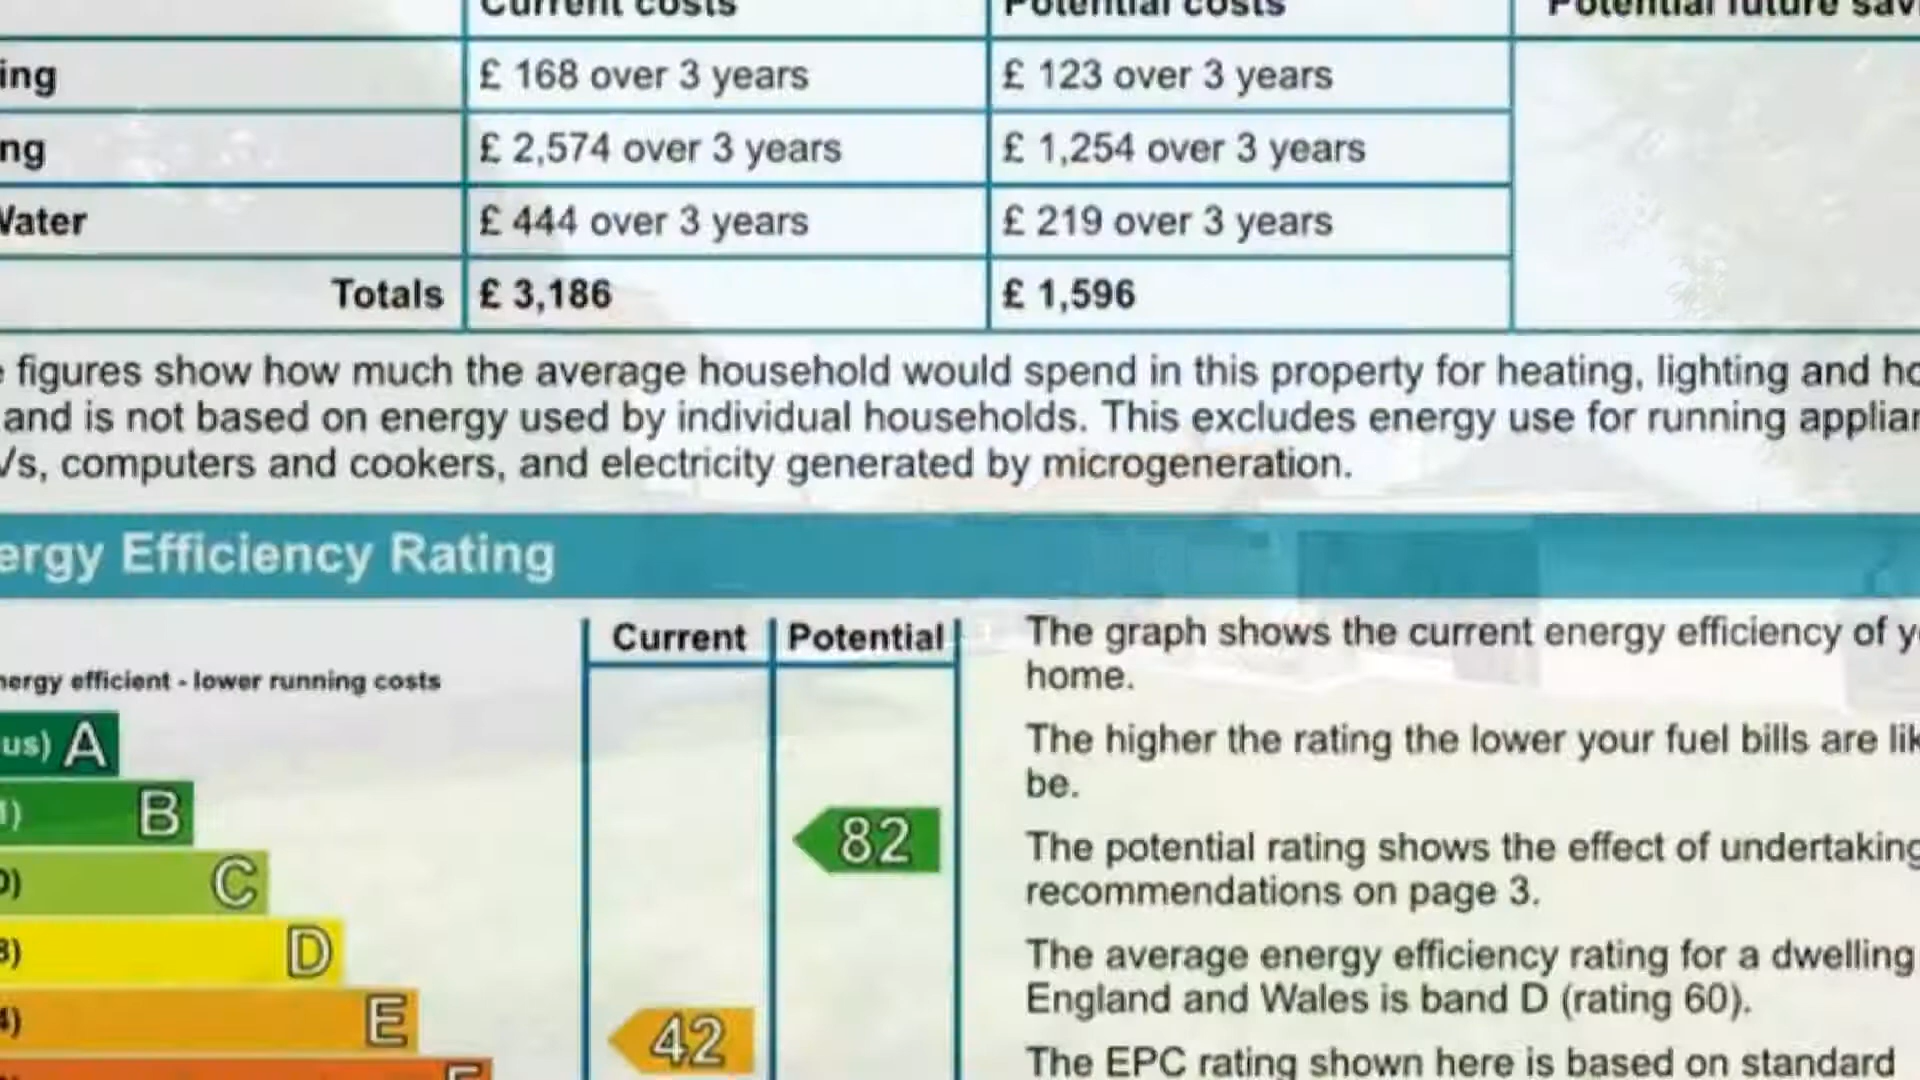 Current costs Potential costs Potential future sav
ing £ 168 over 3 years £ 123 over 3 years
ng £ 2,574 over 3 years £ 1,254 over 3 years
Water £ 444 over 3 years £ 219 over 3 years
Totals £ 3,186 £ 1,596
figures show how much the average household would spend in this property for heating, lighting and ho
and is not based on energy used by individual households. This excludes energy use for running applian
Vs, computers and cookers, and electricity generated by microgeneration.
ergy Efficiency Rating
Current Potential
nergy efficient - lower running costs
us) A
B
C
D
E
F
82
42
The graph shows the current energy efficiency of y
home.
The higher the rating the lower your fuel bills are lik
be.
The potential rating shows the effect of undertaking
recommendations on page 3.
The average energy efficiency rating for a dwelling
England and Wales is band D (rating 60).
The EPC rating shown here is based on standard